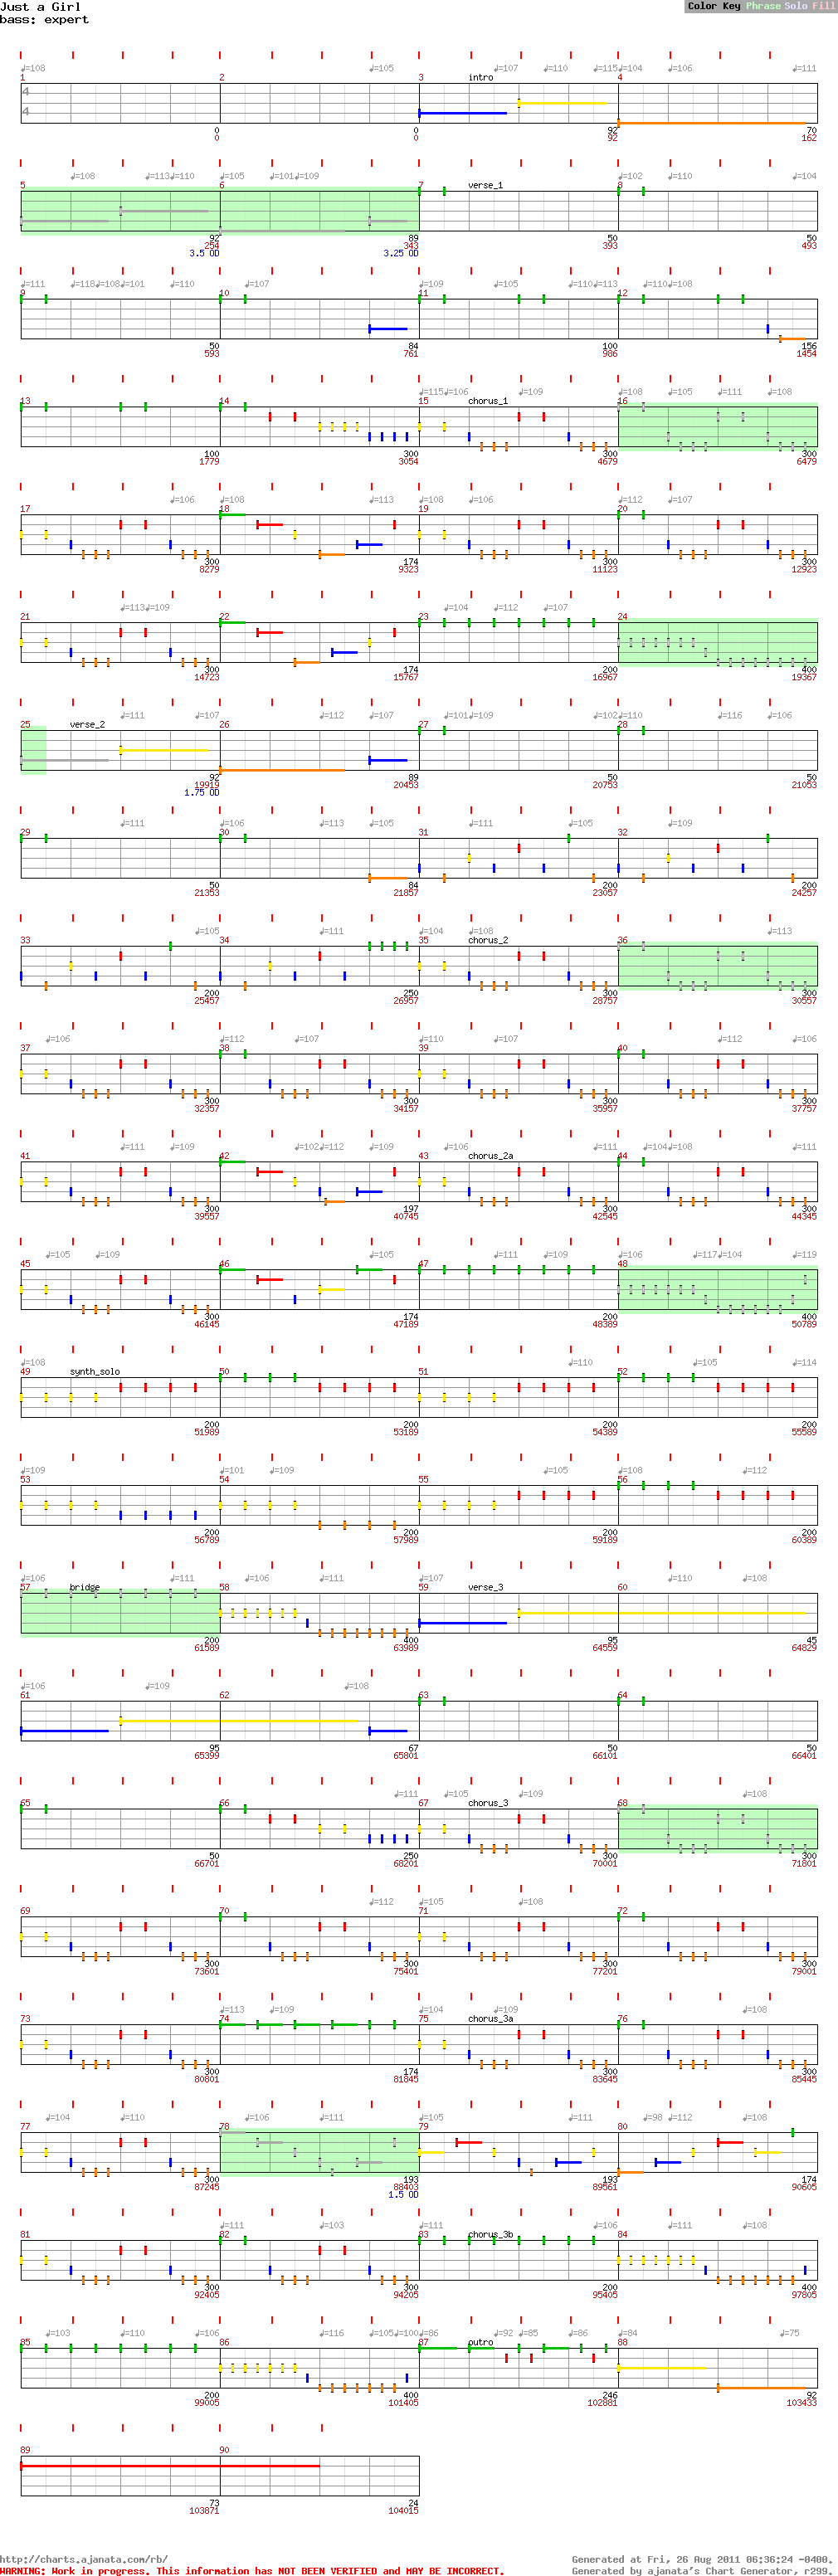 Just a Girl
bass: expert
Color Key Phrase Solo Fill
♩=108 ♩=105 ♩=107 ♩=110 ♩=115 ♩=104 ♩=106 ♩=111
1 2 3 intro 4
4
4
0 0 92 70
0 0 92 162
♩=108 ♩=113 ♩=110 ♩=105 ♩=101 ♩=109 ♩=102 ♩=110 ♩=104
5 6 7 verse_1 8
92 89 50 50
254 343 393 493
3.5 OD 3.25 OD
♩=111 ♩=118 ♩=108 ♩=101 ♩=110 ♩=107 ♩=109 ♩=105 ♩=110 ♩=113 ♩=110 ♩=108
9 10 11 12
50 84 100 156
593 761 986 1454
♩=115 ♩=106 ♩=109 ♩=108 ♩=105 ♩=111 ♩=108
13 14 15 chorus_1 16
100 300 300 300
1779 3054 4679 6479
♩=106 ♩=108 ♩=113 ♩=108 ♩=106 ♩=112 ♩=107
17 18 19 20
300 174 300 300
8279 9323 11123 12923
♩=113 ♩=109 ♩=104 ♩=112 ♩=107
21 22 23 24
300 174 200 400
14723 15767 16967 19367
♩=111 ♩=107 ♩=112 ♩=107 ♩=101 ♩=109 ♩=102 ♩=110 ♩=116 ♩=106
25 verse_2 26 27 28
92 89 50 50
19919 20453 20753 21053
1.75 OD
♩=111 ♩=106 ♩=113 ♩=105 ♩=111 ♩=105 ♩=109
29 30 31 32
50 84 200 200
21353 21857 23057 24257
♩=105 ♩=111 ♩=104 ♩=108 ♩=113
33 34 35 chorus_2 36
200 250 300 300
25457 26957 28757 30557
♩=106 ♩=112 ♩=107 ♩=110 ♩=107 ♩=112 ♩=106
37 38 39 40
300 300 300 300
32357 34157 35957 37757
♩=111 ♩=109 ♩=102 ♩=112 ♩=109 ♩=106 ♩=111 ♩=104 ♩=108 ♩=111
41 42 43 chorus_2a 44
300 197 300 300
39557 40745 42545 44345
♩=105 ♩=109 ♩=105 ♩=111 ♩=109 ♩=106 ♩=117 ♩=104 ♩=119
45 46 47 48
300 174 200 400
46145 47189 48389 50789
♩=108 ♩=110 ♩=105 ♩=114
49 synth_solo 50 51 52
200 200 200 200
51989 53189 54389 55589
♩=109 ♩=101 ♩=109 ♩=105 ♩=108 ♩=112
53 54 55 56
200 200 200 200
56789 57989 59189 60389
♩=106 ♩=111 ♩=106 ♩=111 ♩=107 ♩=110 ♩=108
57 bridge 58 59 verse_3 60
200 400 95 45
61589 63989 64559 64829
♩=106 ♩=109 ♩=108
61 62 63 64
95 67 50 50
65399 65801 66101 66401
♩=111 ♩=105 ♩=109 ♩=108
65 66 67 chorus_3 68
50 250 300 300
66701 68201 70001 71801
♩=112 ♩=105 ♩=108
69 70 71 72
300 300 300 300
73601 75401 77201 79001
♩=113 ♩=109 ♩=104 ♩=109 ♩=108
73 74 75 chorus_3a 76
300 174 300 300
80801 81845 83645 85445
♩=104 ♩=110 ♩=106 ♩=111 ♩=105 ♩=111 ♩=98 ♩=112 ♩=108
77 78 79 80
300 193 193 174
87245 88403 89561 90605
1.5 OD
♩=111 ♩=103 ♩=111 ♩=106 ♩=111 ♩=108
81 82 83 chorus_3b 84
300 300 200 400
92405 94205 95405 97805
♩=103 ♩=110 ♩=106 ♩=116 ♩=105 ♩=100 ♩=86 ♩=92 ♩=85 ♩=86 ♩=84 ♩=75
85 86 87 outro 88
200 400 246 92
99005 101405 102881 103433
89 90
73 24
103871 104015
http://charts.ajanata.com/rb/
Generated at Fri, 26 Aug 2011 06:36:24 -0400.
WARNING: Work in progress. This information has NOT BEEN VERIFIED and MAY BE INCORRECT.
Generated by ajanata's Chart Generator, r299.